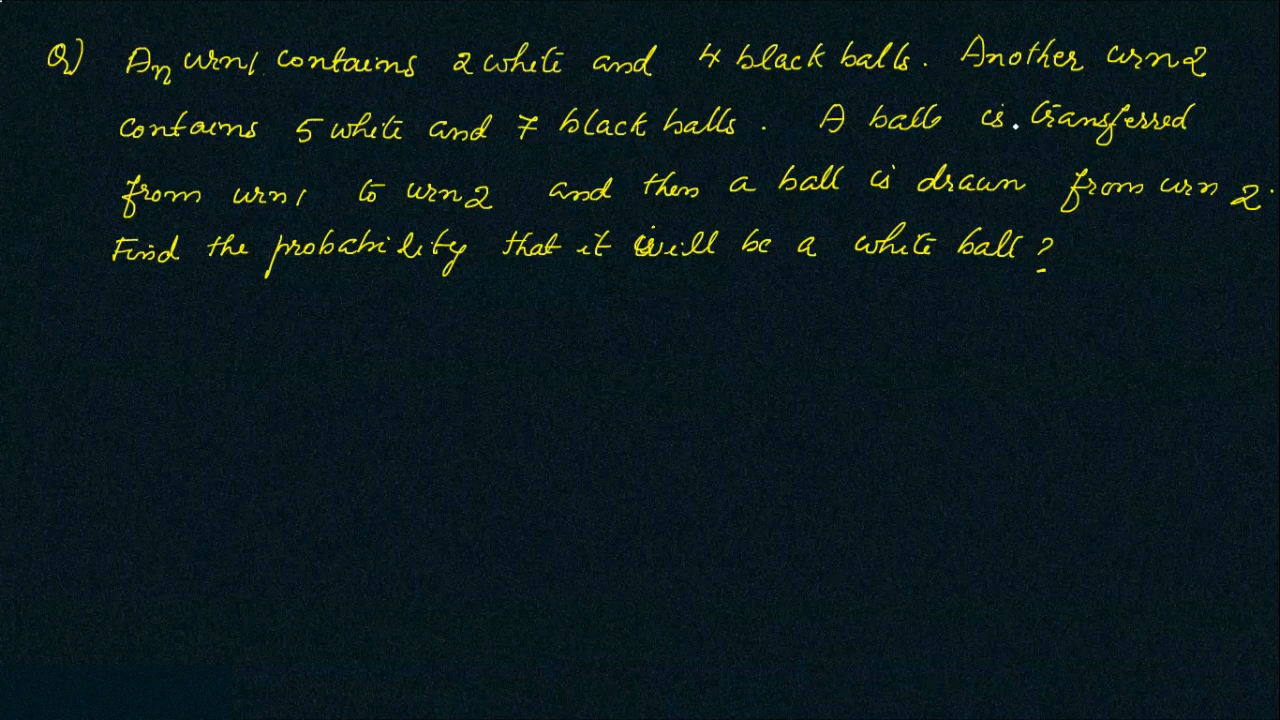 Q) An urn1 contains 2 white and 4 black balls. Another urn2
contains 5 white and 7 black balls. A ball is transferred
from urn1 to urn2 and then a ball is drawn from urn 2.
Find the probability that it will be a white ball?